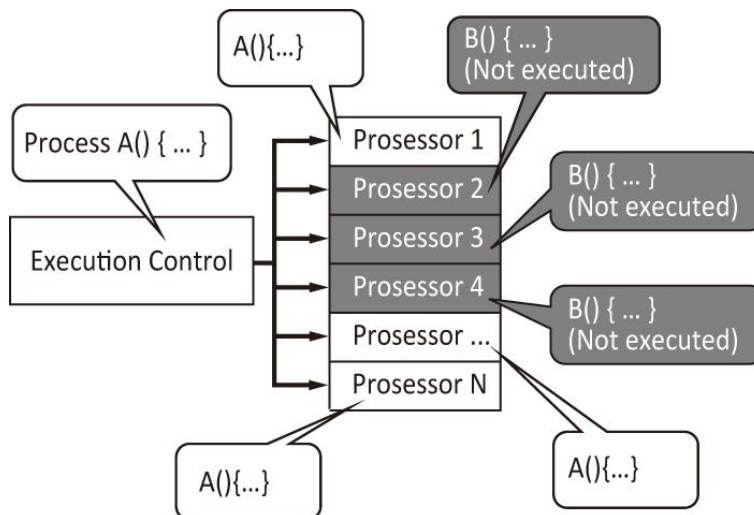 A(){...}
B() { ... }
(Not executed)
Process A() { ... }
Prosessor 1
Prosessor 2
B() { ... }
(Not executed)
Prosessor 3
Execution Control
Prosessor 4
B() { ... }
(Not executed)
Prosessor ...
Prosessor N
A(){...}
A(){...}